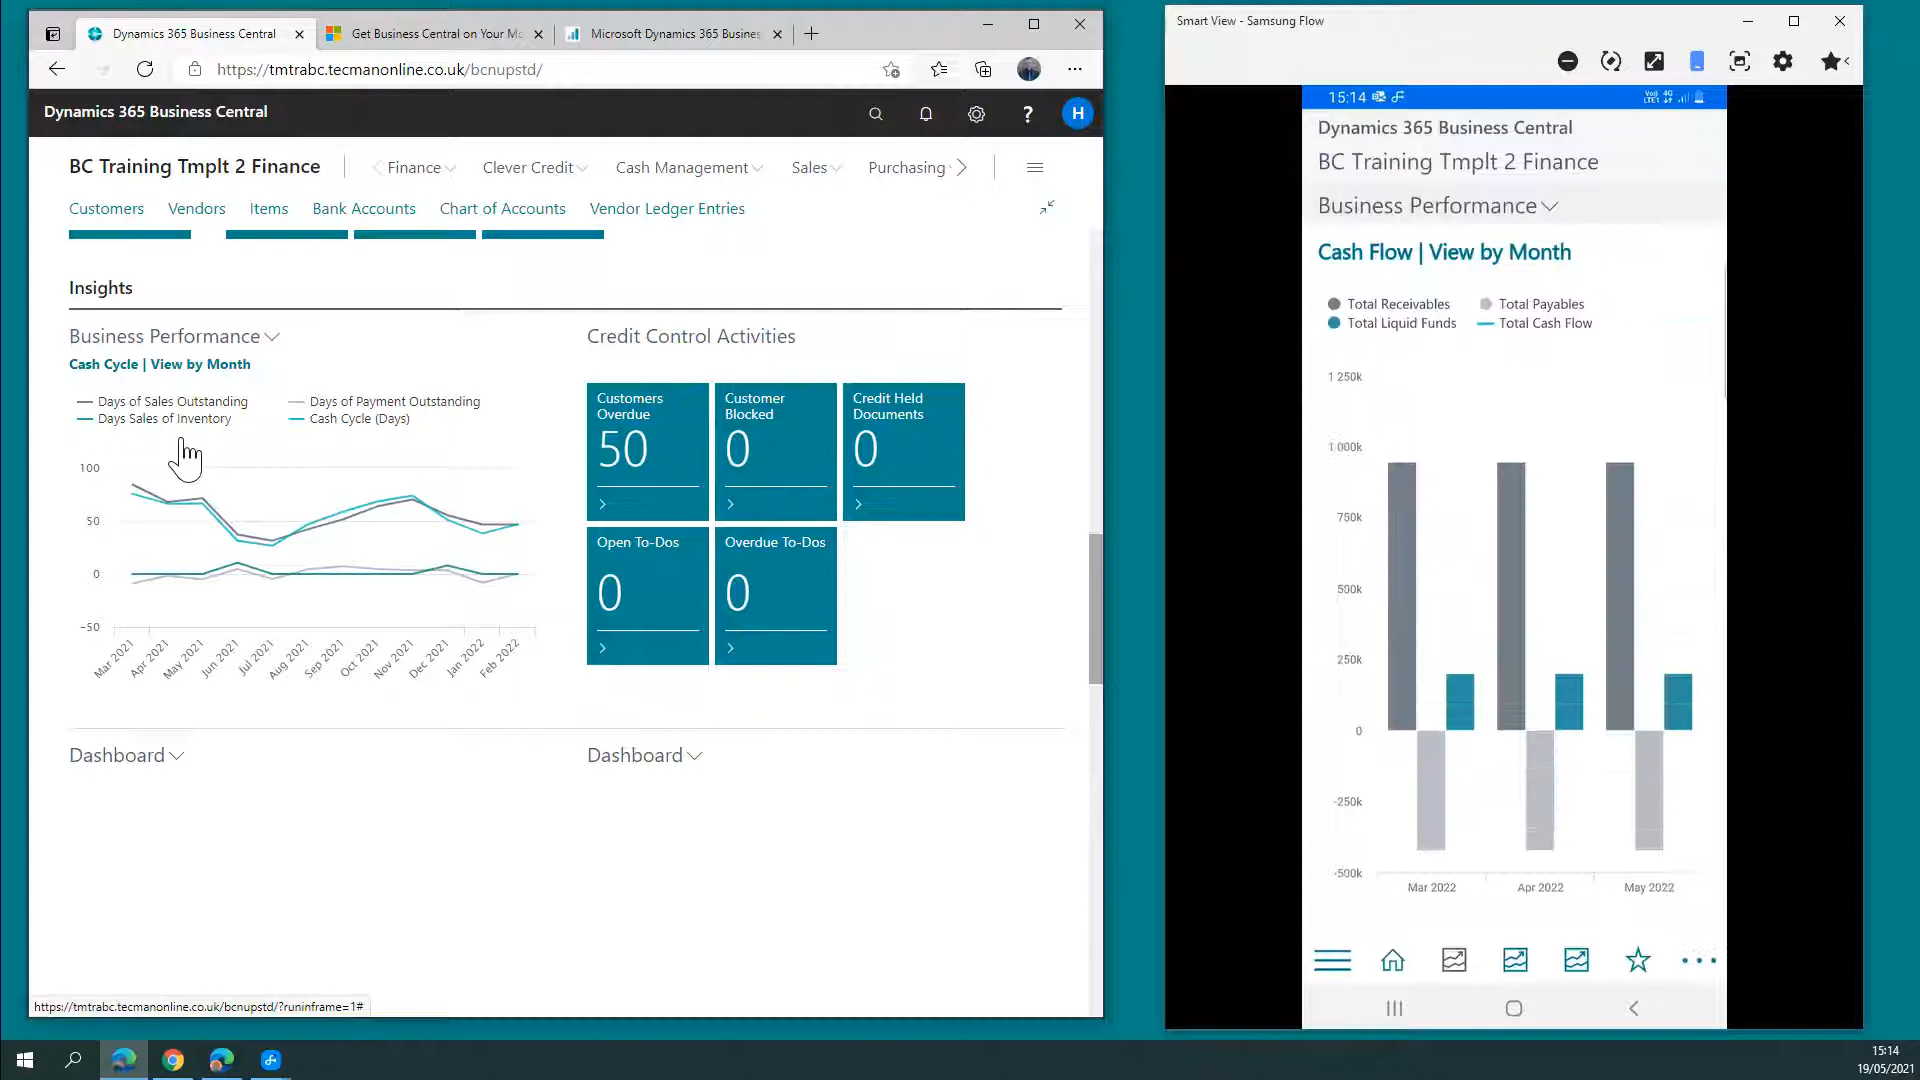 Dynamics 365 Business Central
Get Business Central on Your Mo
Microsoft Dynamics 365 Busines
https://tmtrabc.tecmanonline.co.uk/bcnupstd/
Dynamics 365 Business Central
H
BC Training Tmplt 2 Finance
Finance
Clever Credit
Cash Management
Sales
Purchasing
Customers
Vendors
Items
Bank Accounts
Chart of Accounts
Vendor Ledger Entries
Insights
Business Performance
Cash Cycle | View by Month
Days of Sales Outstanding
Days of Payment Outstanding
Days Sales of Inventory
Cash Cycle (Days)
100
50
0
-50
Mar 2021
Apr 2021
May 2021
Jun 2021
Jul 2021
Aug 2021
Sep 2021
Oct 2021
Nov 2021
Dec 2021
Jan 2022
Feb 2022
Credit Control Activities
Customers
Overdue
50
Customer
Blocked
0
Credit Held
Documents
0
Open To-Dos
0
Overdue To-Dos
0
Dashboard
Dashboard
https://tmtrabc.tecmanonline.co.uk/bcnupstd/?runinframe=1#
Smart View - Samsung Flow
15:14
4G
LTE1
Dynamics 365 Business Central
BC Training Tmplt 2 Finance
Business Performance
Cash Flow | View by Month
Total Receivables
Total Payables
Total Liquid Funds
Total Cash Flow
1 250k
1 000k
750k
500k
250k
0
-250k
-500k
Mar 2022
Apr 2022
May 2022
15:14
19/05/2021